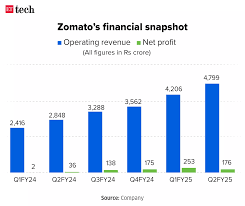 ET tech
Zomato's financial snapshot
Operating revenue Net profit
(All figures in Rs crore)
2,416 2
2,848 36
3,288 138
3,562 175
4,206 253
4,799 176
Q1FY24 Q2FY24 Q3FY24 Q4FY24 Q1FY25 Q2FY25
Source: Company